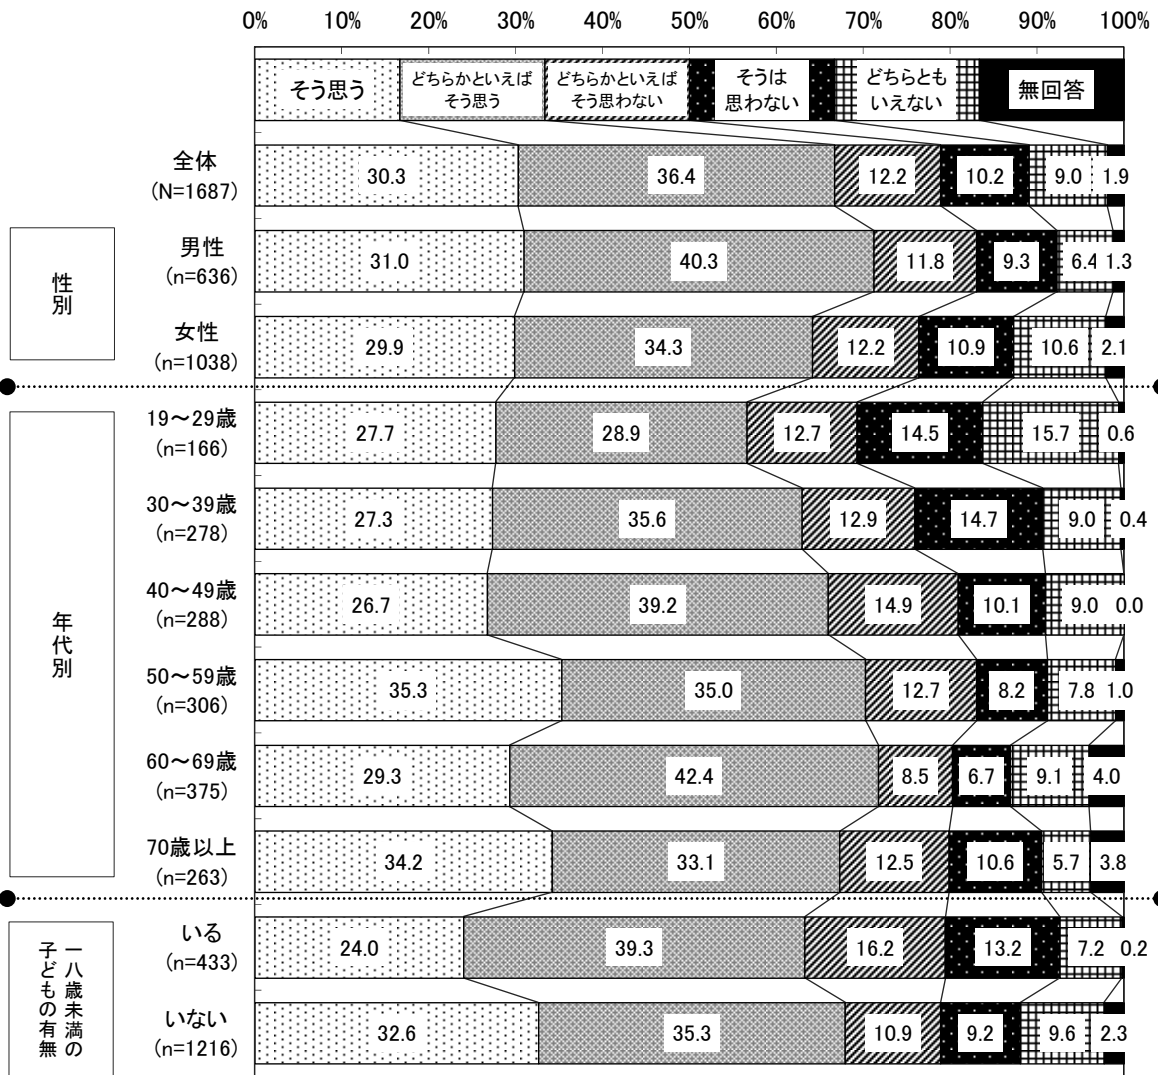 0% 10% 20% 30% 40% 50% 60% 70% 80% 90% 100%
そう思う
どちらかといえば
そう思う
どちらかといえば
そう思わない
そうは
思わない
どちらとも
いえない
無回答
全体
(N=1687)
30.3 36.4 12.2 10.2 9.0 1.9
性別
男性
(n=636)
31.0 40.3 11.8 9.3 6.4 1.3
女性
(n=1038)
29.9 34.3 12.2 10.9 10.6 2.1
年代別
19～29歳
(n=166)
27.7 28.9 12.7 14.5 15.7 0.6
30～39歳
(n=278)
27.3 35.6 12.9 14.7 9.0 0.4
40～49歳
(n=288)
26.7 39.2 14.9 10.1 9.0 0.0
50～59歳
(n=306)
35.3 35.0 12.7 8.2 7.8 1.0
60～69歳
(n=375)
29.3 42.4 8.5 6.7 9.1 4.0
70歳以上
(n=263)
34.2 33.1 12.5 10.6 5.7 3.8
一八歳未満の
子どもの有無
いる
(n=433)
24.0 39.3 16.2 13.2 7.2 0.2
いない
(n=1216)
32.6 35.3 10.9 9.2 9.6 2.3